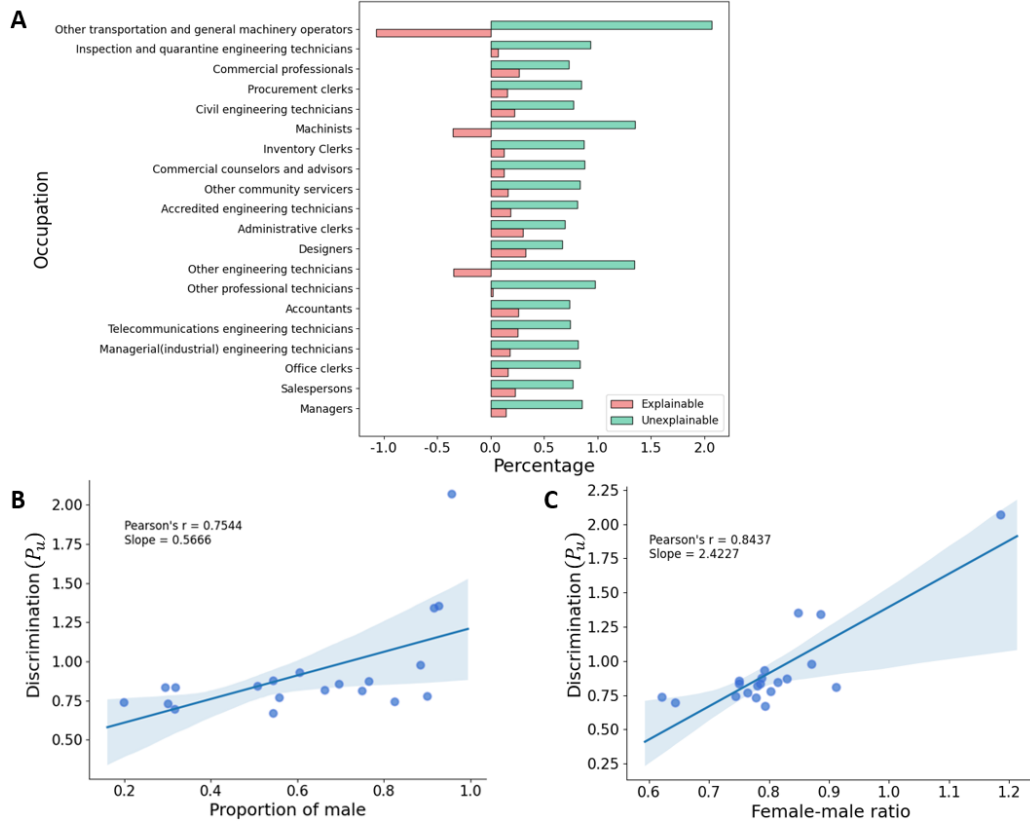 A
Other transportation and general machinery operators
Inspection and quarantine engineering technicians
Commercial professionals
Procurement clerks
Civil engineering technicians
Machinists
Inventory Clerks
Commercial counselors and advisors
Other community servicers
Accredited engineering technicians
Administrative clerks
Designers
Other engineering technicians
Other professional technicians
Accountants
Telecommunications engineering technicians
Managerial(industrial) engineering technicians
Office clerks
Salespersons
Managers
Occupation
Explainable
Unexplainable
-1.0 -0.5 0.0 0.5 1.0 1.5 2.0
Percentage
B
Pearson's r = 0.7544
Slope = 0.5666
2.00
1.75
1.50
1.25
1.00
0.75
0.50
Discrimination (Pu)
0.2 0.4 0.6 0.8 1.0
Proportion of male
C
Pearson's r = 0.8437
Slope = 2.4227
2.25
2.00
1.75
1.50
1.25
1.00
0.75
0.50
0.25
Discrimination (Pu)
0.6 0.7 0.8 0.9 1.0 1.1 1.2
Female-male ratio